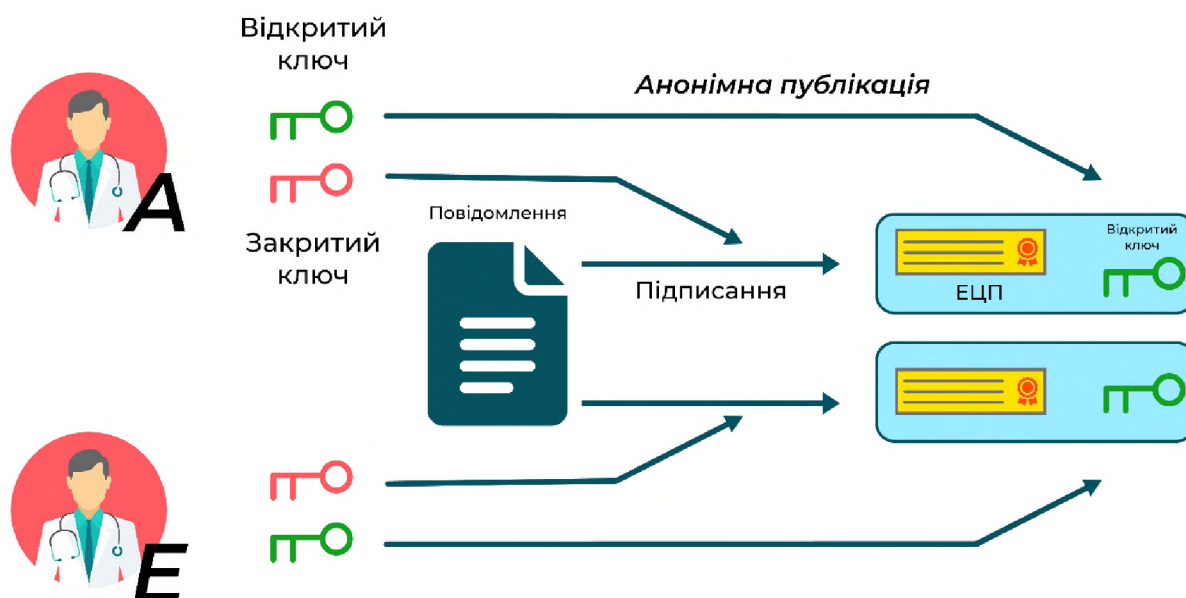 Відкритий
ключ
Анонімна публікація
A
Повідомлення
Закритий
ключ
Підписання
Відкритий
ключ
ЕЦП
E